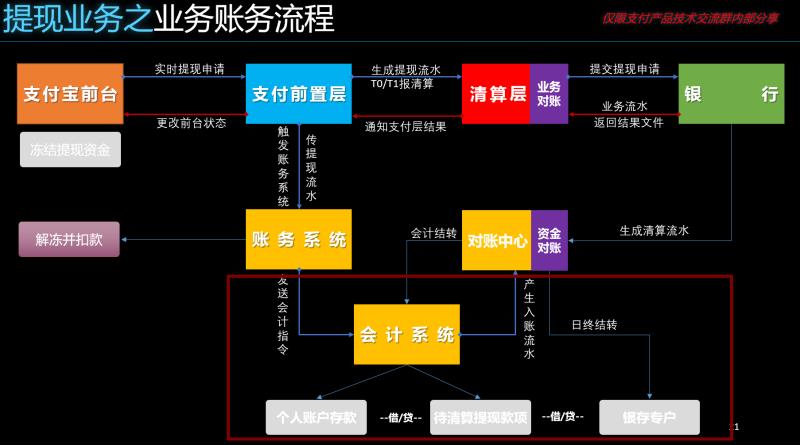 提现业务之业务账务流程
仅限支付产品技术交流群内部分享
支付宝前台
实时提现申请
更改前台状态
支付前置层
生成提现流水
T0/T1报清算
通知支付层结果
清算层
业务
对账
提交提现申请
业务流水
返回结果文件
银 行
冻结提现资金
触发账务系统
传提现流水
解冻并扣款
账务系统
会计结转
对账中心
资金
对账
生成清算流水
发送会计指令
会计系统
产生入账流水
日终结转
个人账户存款
--借/贷--
待清算提现款项
--借/贷--
银存专户